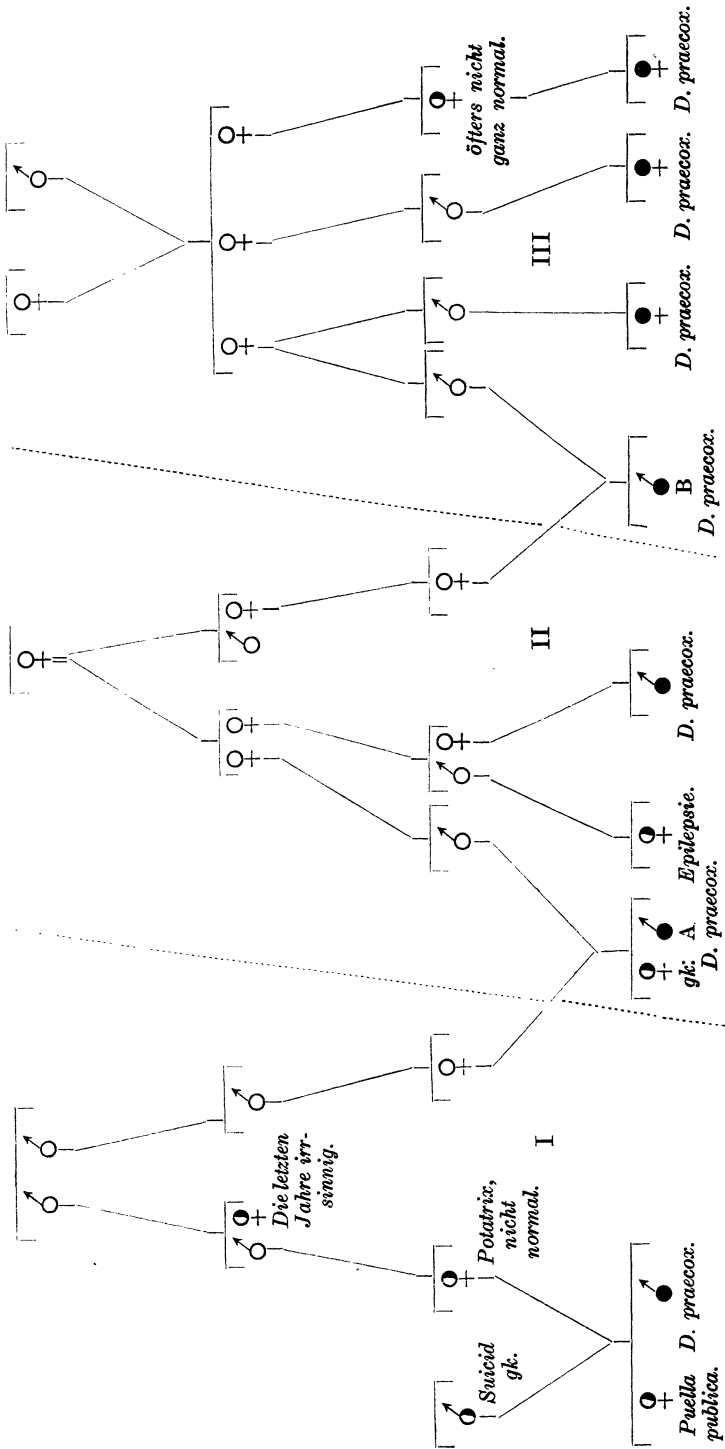 Die letzten
Jahre irr-
sinnig.
öfters nicht
ganz normal.
Suicid
gk.
Potatrix,
nicht
normal.
I
II
III
Puella
publica.
D. praecox.
gk: A
D. praecox.
Epilepsie.
D. praecox.
B
D. praecox.
D. praecox.
D. praecox.
D. praecox.